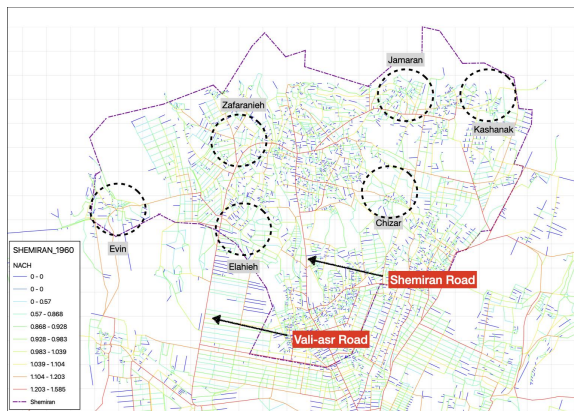 Jamaran
Zafaranieh
Kashanak
Chizar
Evin
Elahieh
Shemiran Road
Vali-asr Road
SHEMIRAN_1960
NACH
0 - 0
0 - 0
0 - 0.57
0.57 - 0.868
0.868 - 0.928
0.928 - 0.983
0.983 - 1.039
1.039 - 1.104
1.104 - 1.203
1.203 - 1.585
Shemiran